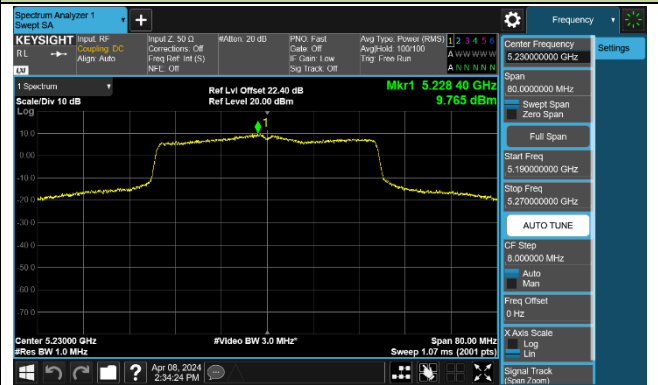 Spectrum Analyzer 1
Swept SA
+
Frequency
KEYSIGHT
RL
LXI
Input: RF
Coupling: DC
Align: Auto
Input Z: 50 Ω
Corrections: Off
Freq Ref: Int (S)
NFE: Off
#Atten: 20 dB
PNO: Fast
Gate: Off
IF Gain: Low
Sig Track: Off
Avg Type: Power (RMS)
Avg|Hold: 100/100
Trig: Free Run
1 2 3 4 5 6
A W W W W W
A N N N N N
1 Spectrum
Scale/Div 10 dB
Log
Ref Lvl Offset 22.40 dB
Ref Level 20.00 dBm
Mkr1 5.228 40 GHz
9.765 dBm
1
10.0
0.00
-10.0
-20.0
-30.0
-40.0
-50.0
-60.0
-70.0
Center 5.23000 GHz
#Res BW 1.0 MHz
#Video BW 3.0 MHz*
Span 80.00 MHz
Sweep 1.07 ms (2001 pts)
Center Frequency
5.230000000 GHz
Settings
Span
80.0000000 MHz
Swept Span
Zero Span
Full Span
Start Freq
5.190000000 GHz
Stop Freq
5.270000000 GHz
AUTO TUNE
CF Step
8.000000 MHz
Auto
Man
Freq Offset
0 Hz
X Axis Scale
Log
Lin
Signal Track
(Span Zoom)
?
Apr 08, 2024
2:34:24 PM